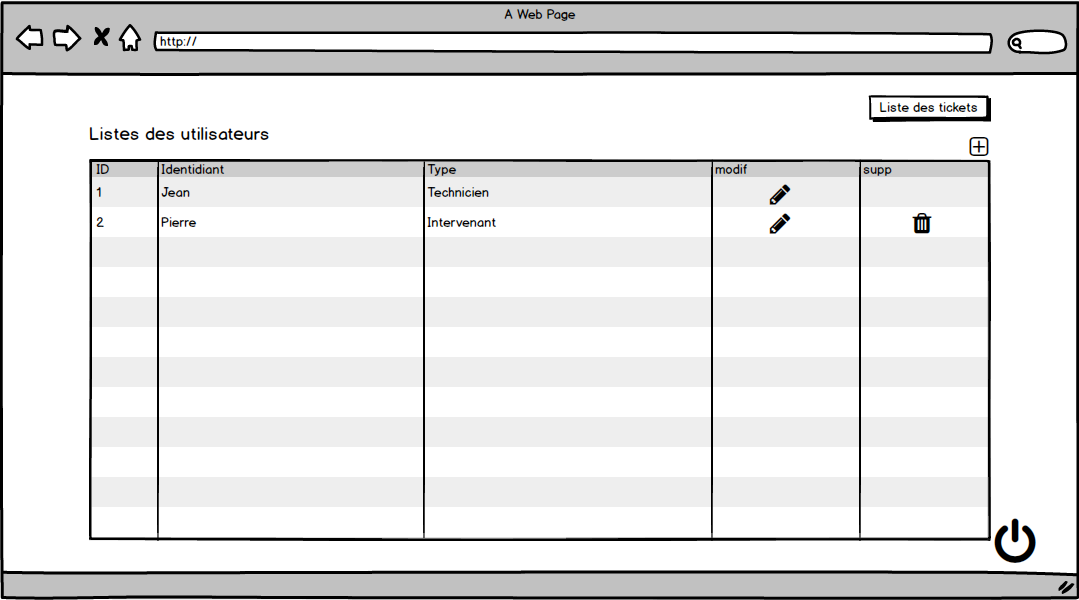 A Web Page
http://
Liste des tickets
Listes des utilisateurs
ID Identidiant Type modif supp
1 Jean Technicien
2 Pierre Intervenant